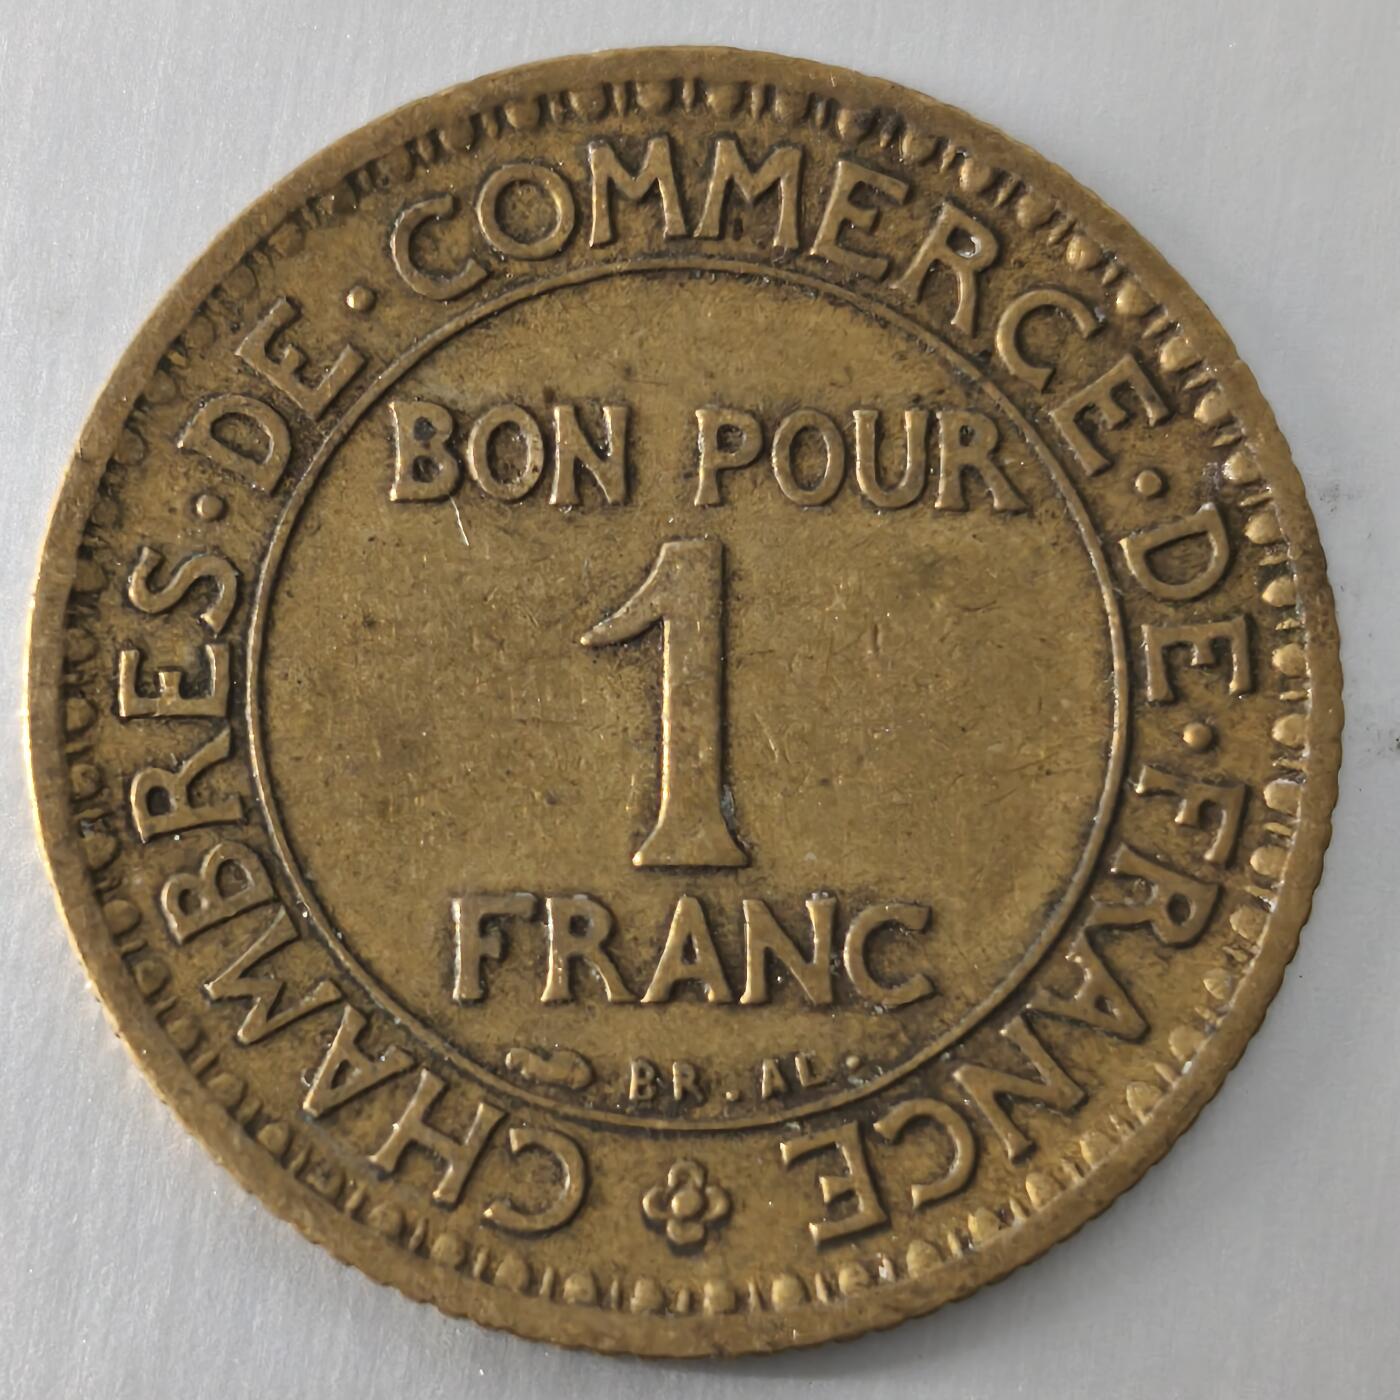 CHAMBRES·DE·COMMERCE·DE·FRANCE
BON POUR
1
FRANC
BR.AL.